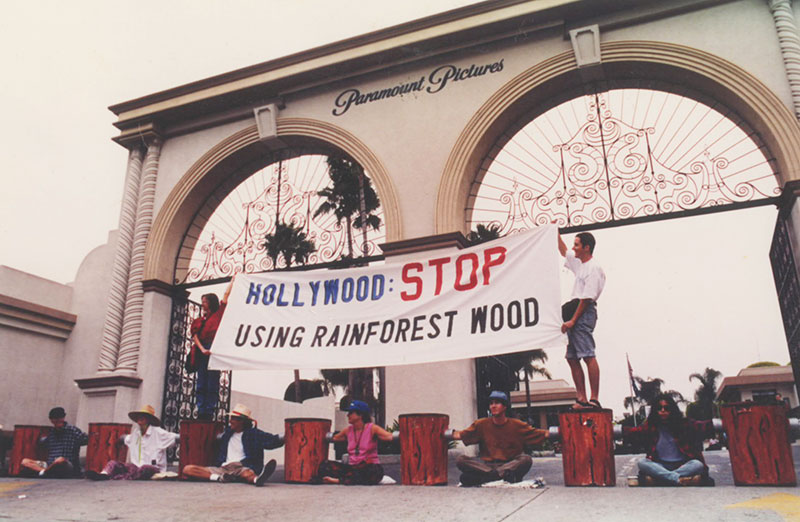 Paramount Pictures
HOLLYWOOD: STOP
USING RAINFOREST WOOD